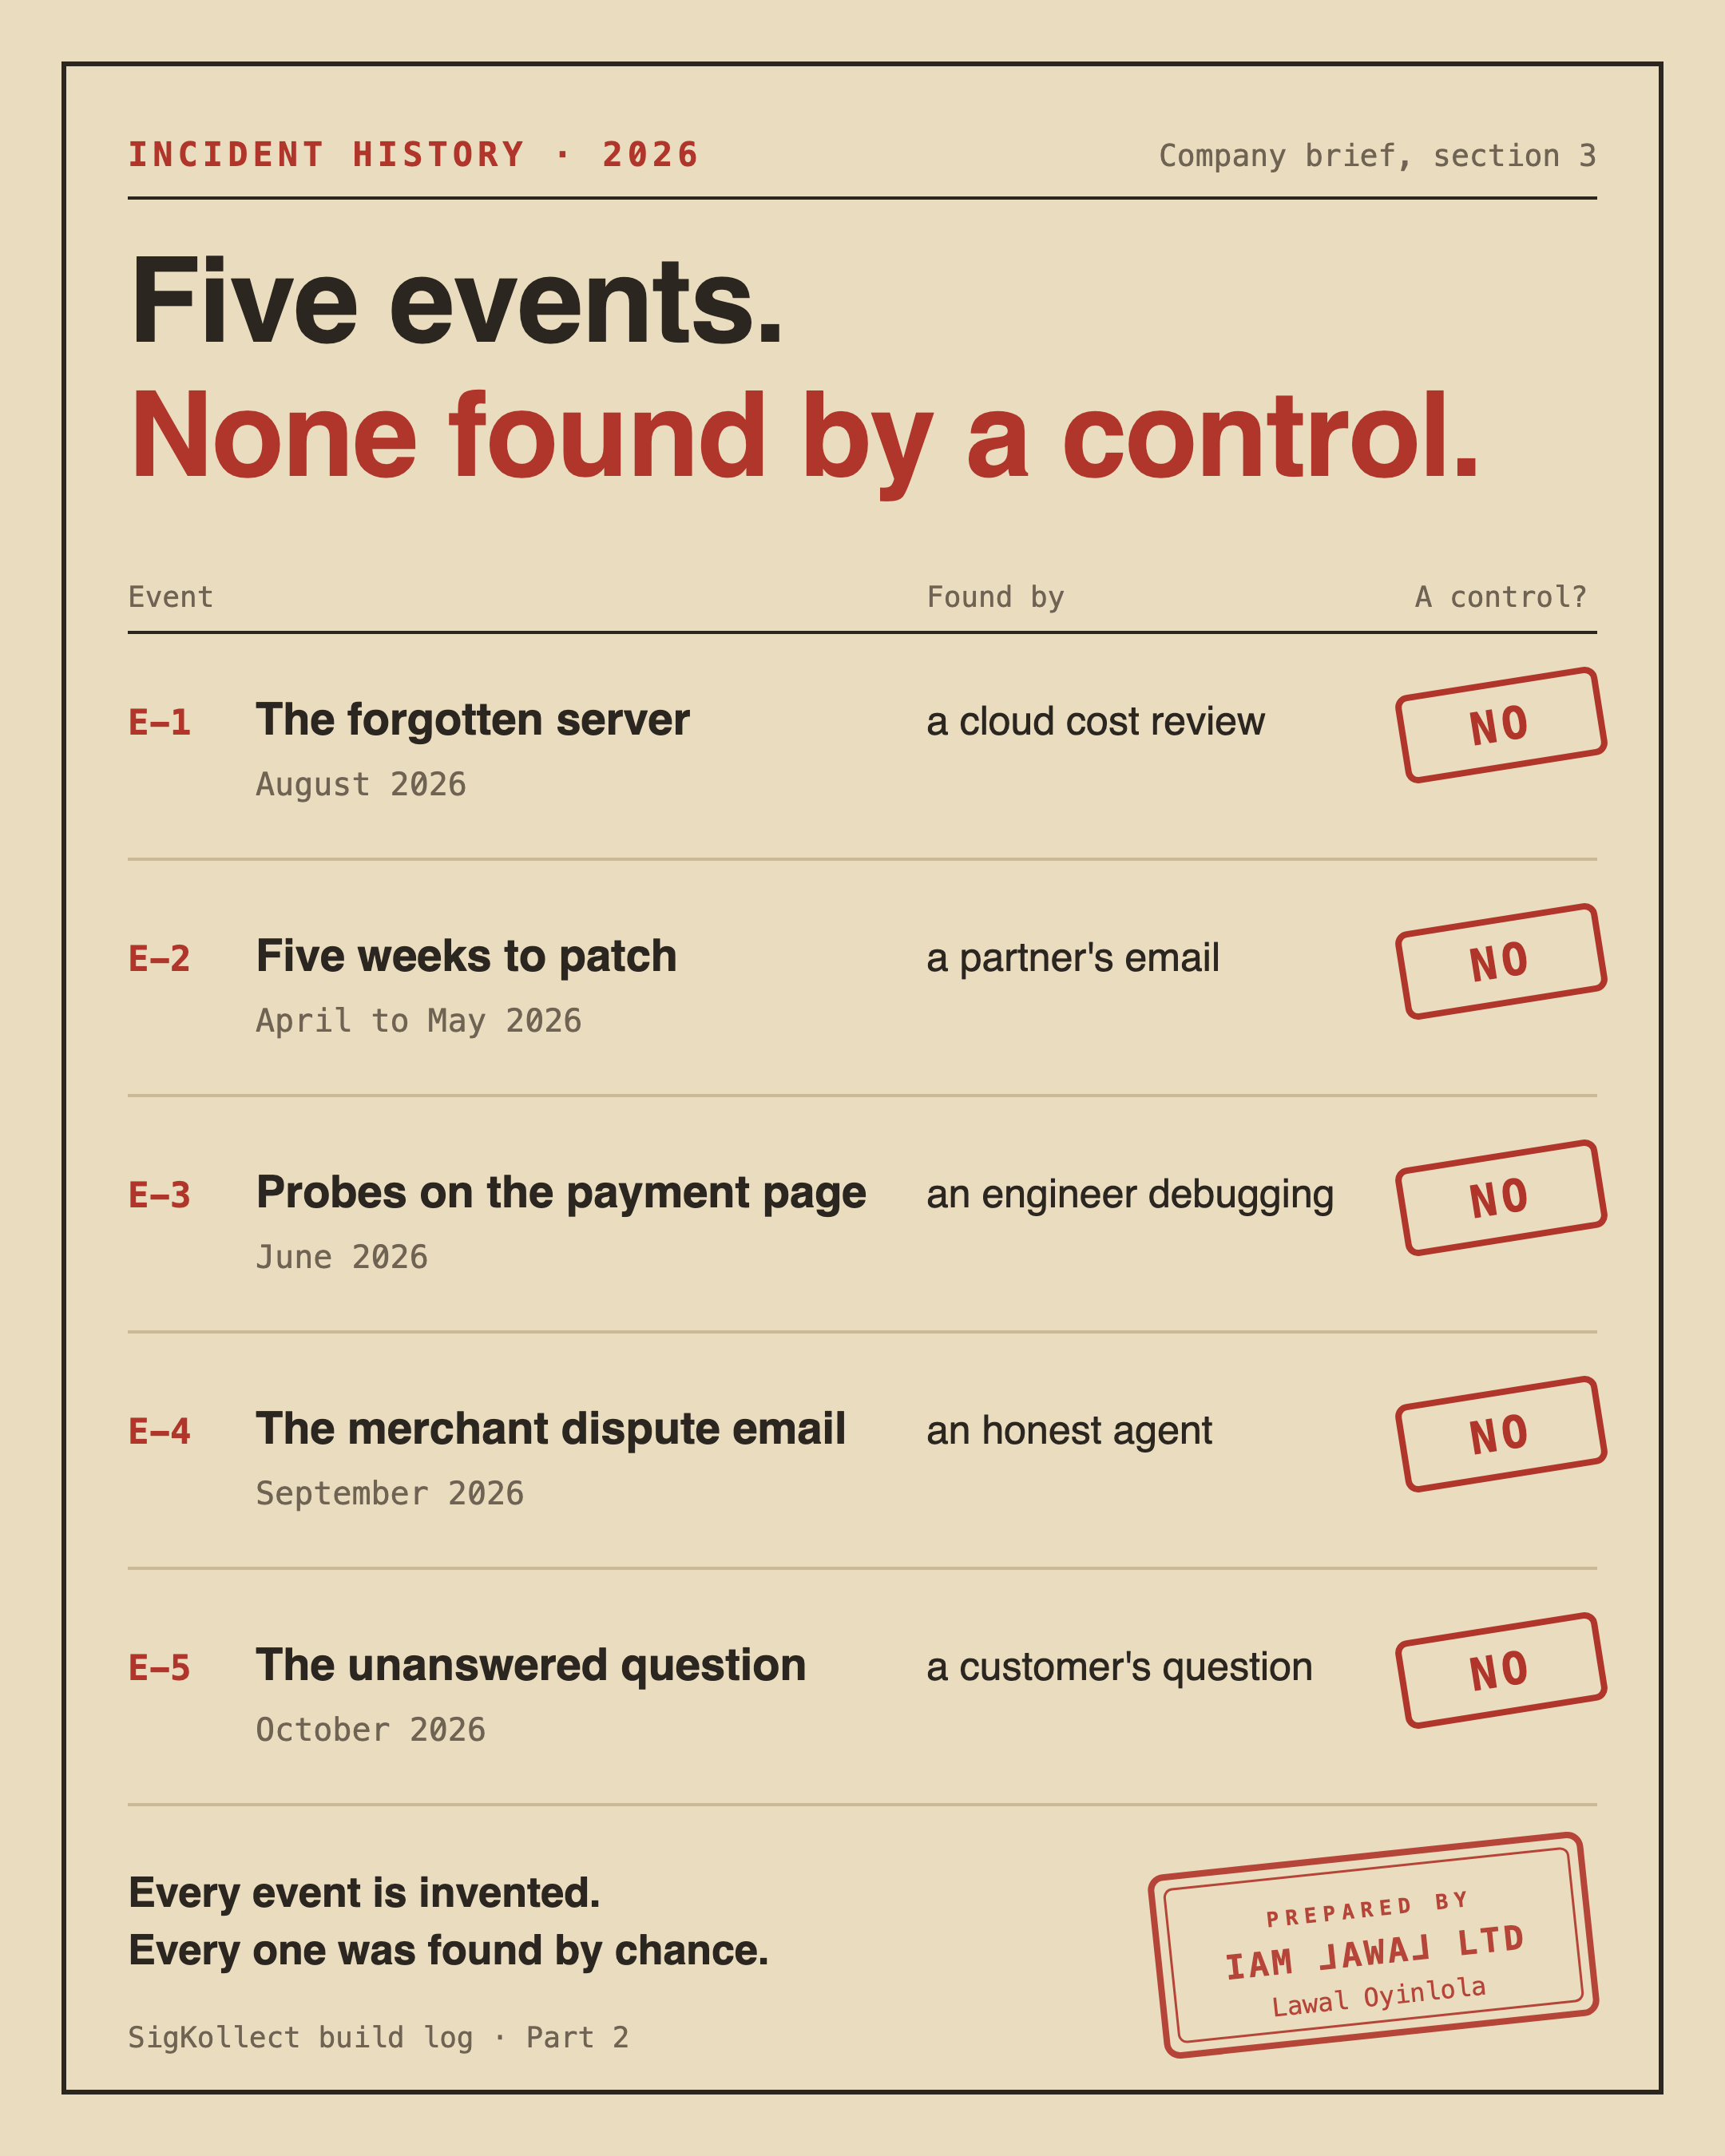 INCIDENT HISTORY · 2026
Company brief, section 3
Five events.
None found by a control.
Event Found by A control?
E–1 The forgotten server a cloud cost review NO
August 2026
E–2 Five weeks to patch a partner's email NO
April to May 2026
E–3 Probes on the payment page an engineer debugging NO
June 2026
E–4 The merchant dispute email an honest agent NO
September 2026
E–5 The unanswered question a customer's question NO
October 2026
Every event is invented.
Every one was found by chance.
SigKollect build log · Part 2
PREPARED BY
IAM ⅃AWA⅃ LTD
Lawal Oyinlola